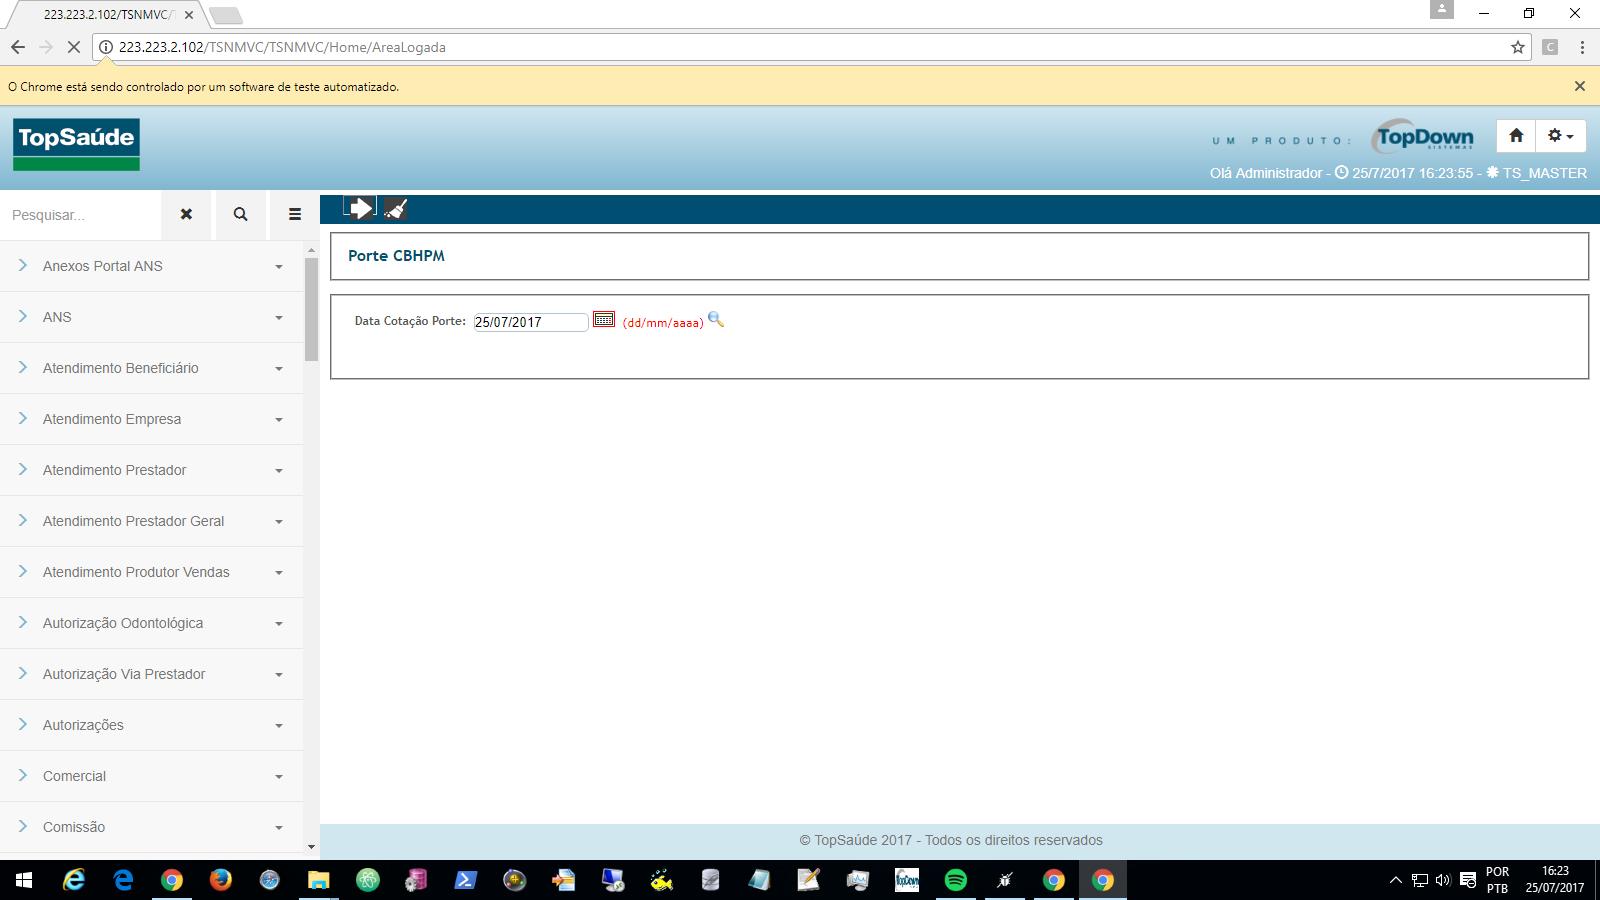 223.223.2.102/TSNMVC/
223.223.2.102/TSNMVC/TSNMVC/Home/AreaLogada
C
O Chrome está sendo controlado por um software de teste automatizado.
TopSaúde
UM PRODUTO:
TopDown
SISTEMAS
Olá Administrador - 25/7/2017 16:23:55 - TS_MASTER
Pesquisar...
Anexos Portal ANS
ANS
Atendimento Beneficiário
Atendimento Empresa
Atendimento Prestador
Atendimento Prestador Geral
Atendimento Produtor Vendas
Autorização Odontológica
Autorização Via Prestador
Autorizações
Comercial
Comissão
Porte CBHPM
Data Cotação Porte: 25/07/2017 (dd/mm/aaaa)
© TopSaúde 2017 - Todos os direitos reservados
TopDown
POR
PTB
16:23
25/07/2017